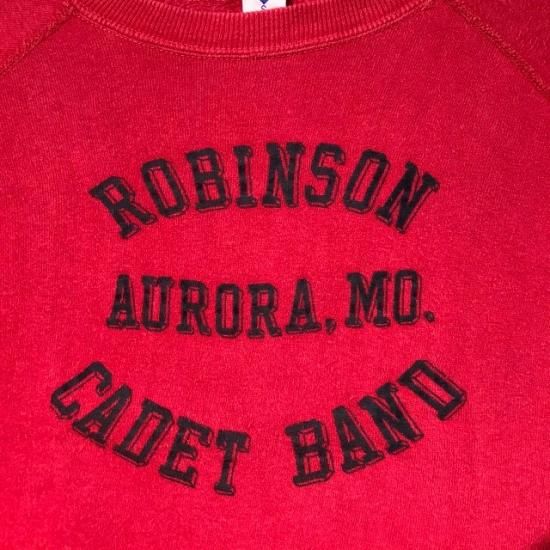 ROBINSON
AURORA, MO.
CADET BAND